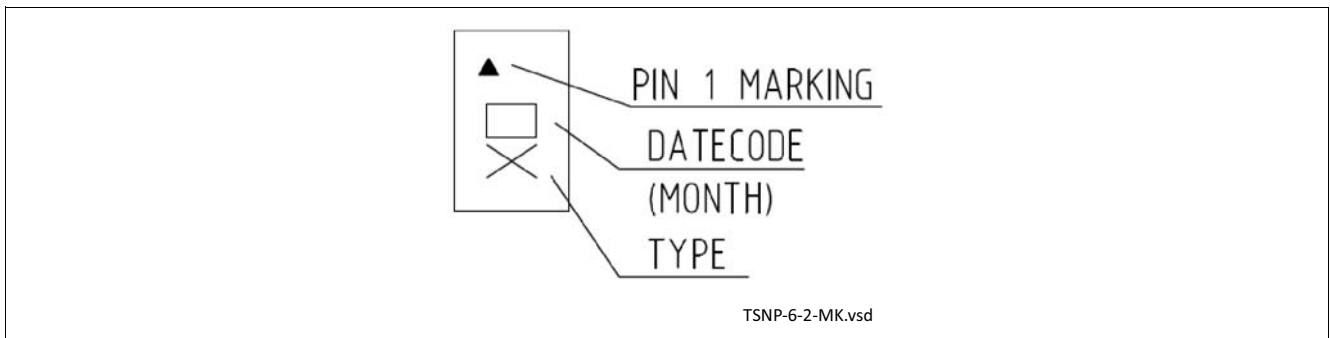 PIN 1 MARKING
DATECODE
(MONTH)
TYPE
TSNP-6-2-MK.vsd